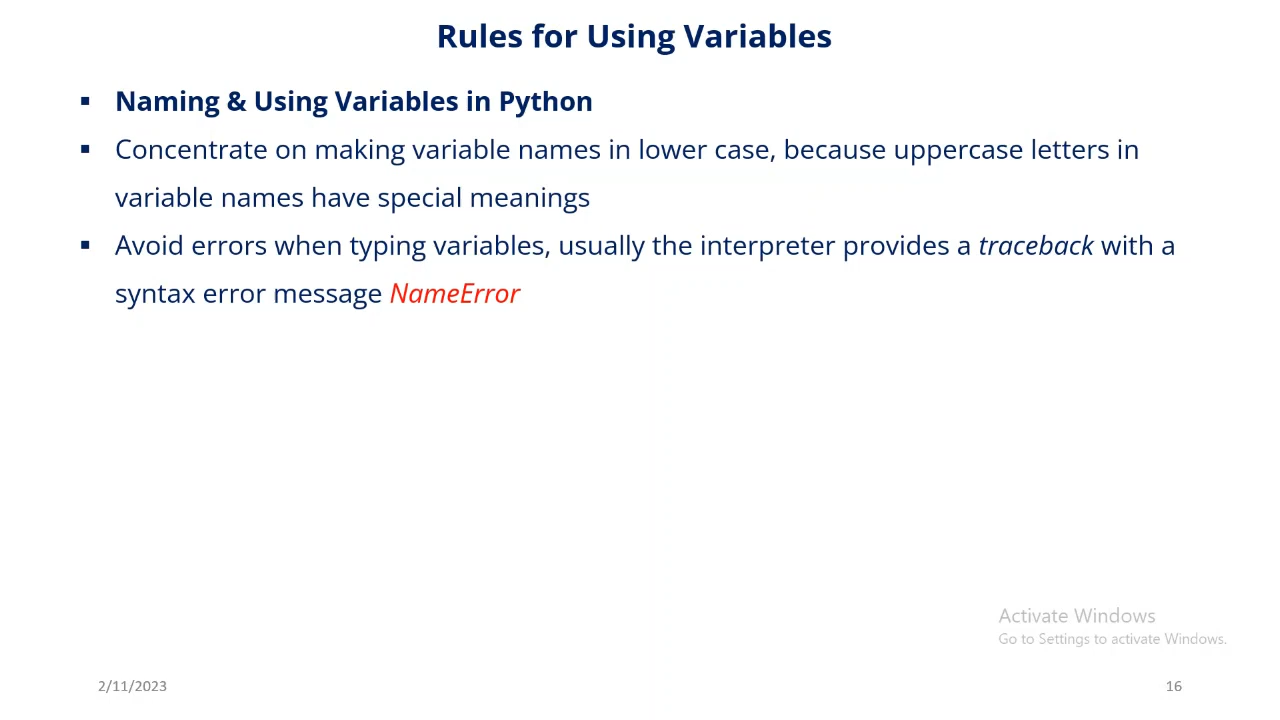 Rules for Using Variables
▪ Naming & Using Variables in Python
▪ Concentrate on making variable names in lower case, because uppercase letters in
variable names have special meanings
▪ Avoid errors when typing variables, usually the interpreter provides a traceback with a
syntax error message NameError
Activate Windows
Go to Settings to activate Windows.
2/11/2023
16